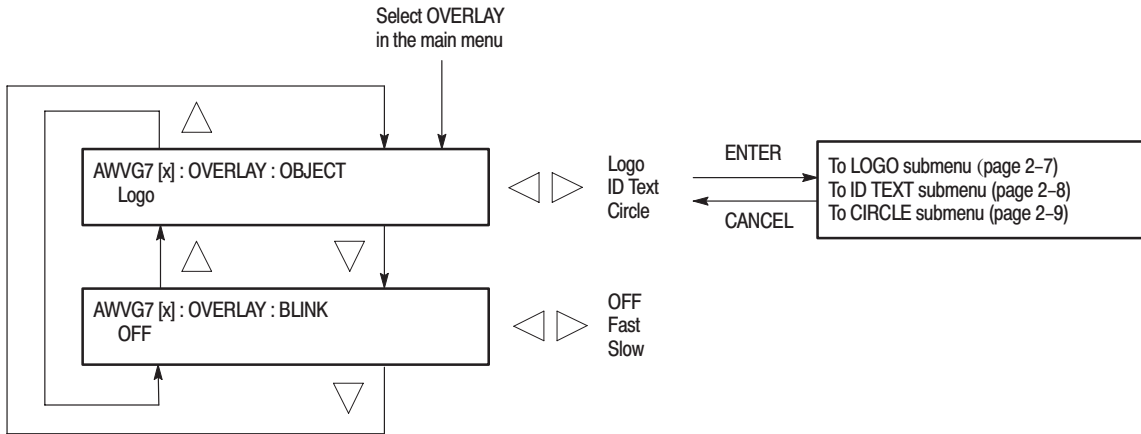 Select OVERLAY
in the main menu
AWVG7 [x] : OVERLAY : OBJECT
Logo
Logo
ID Text
Circle
ENTER
CANCEL
To LOGO submenu (page 2–7)
To ID TEXT submenu (page 2–8)
To CIRCLE submenu (page 2–9)
AWVG7 [x] : OVERLAY : BLINK
OFF
OFF
Fast
Slow